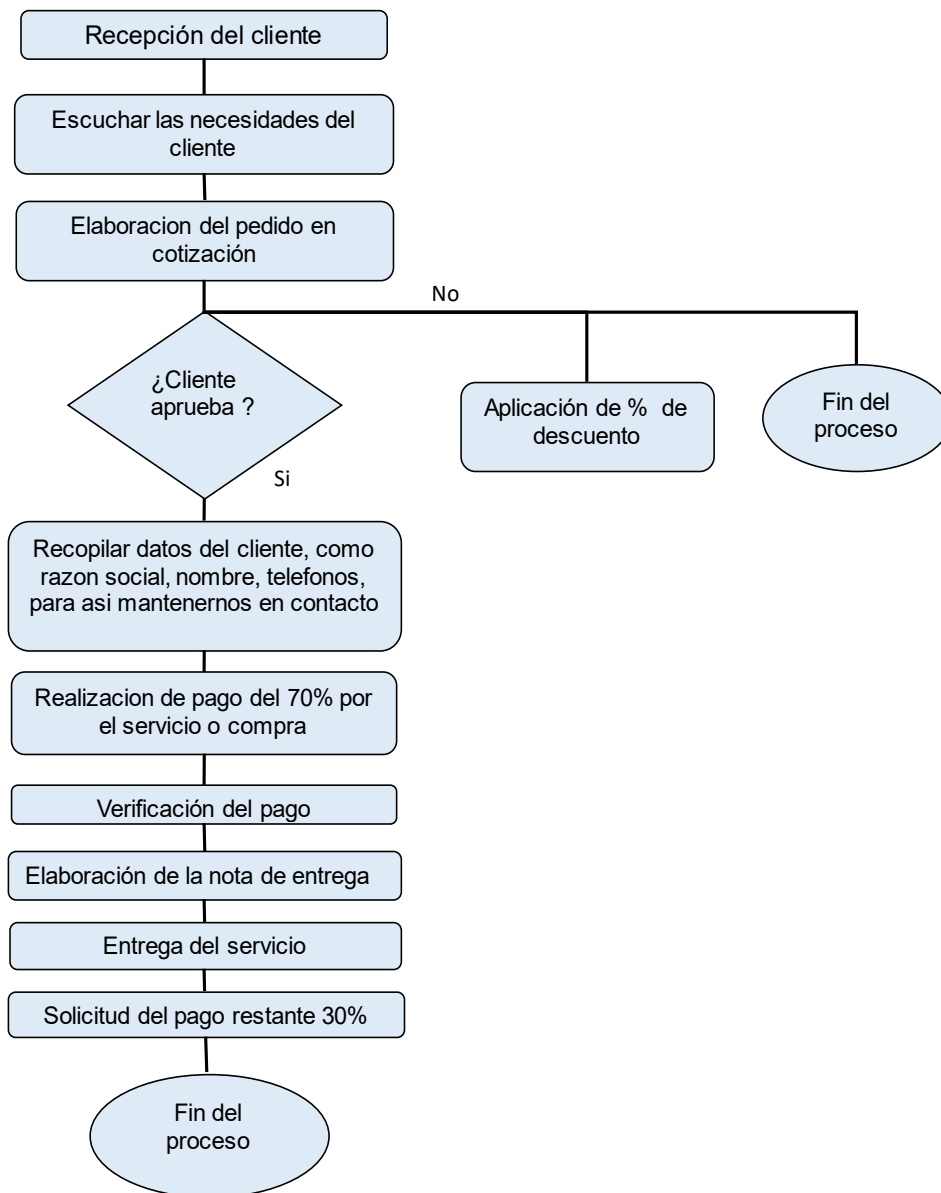 Recepción del cliente
Escuchar las necesidades del
cliente
Elaboracion del pedido en
cotización
No
¿Cliente
aprueba ?
Aplicación de % de
descuento
Fin del
proceso
Si
Recopilar datos del cliente, como
razon social, nombre, telefonos,
para asi mantenernos en contacto
Realizacion de pago del 70% por
el servicio o compra
Verificación del pago
Elaboración de la nota de entrega
Entrega del servicio
Solicitud del pago restante 30%
Fin del
proceso